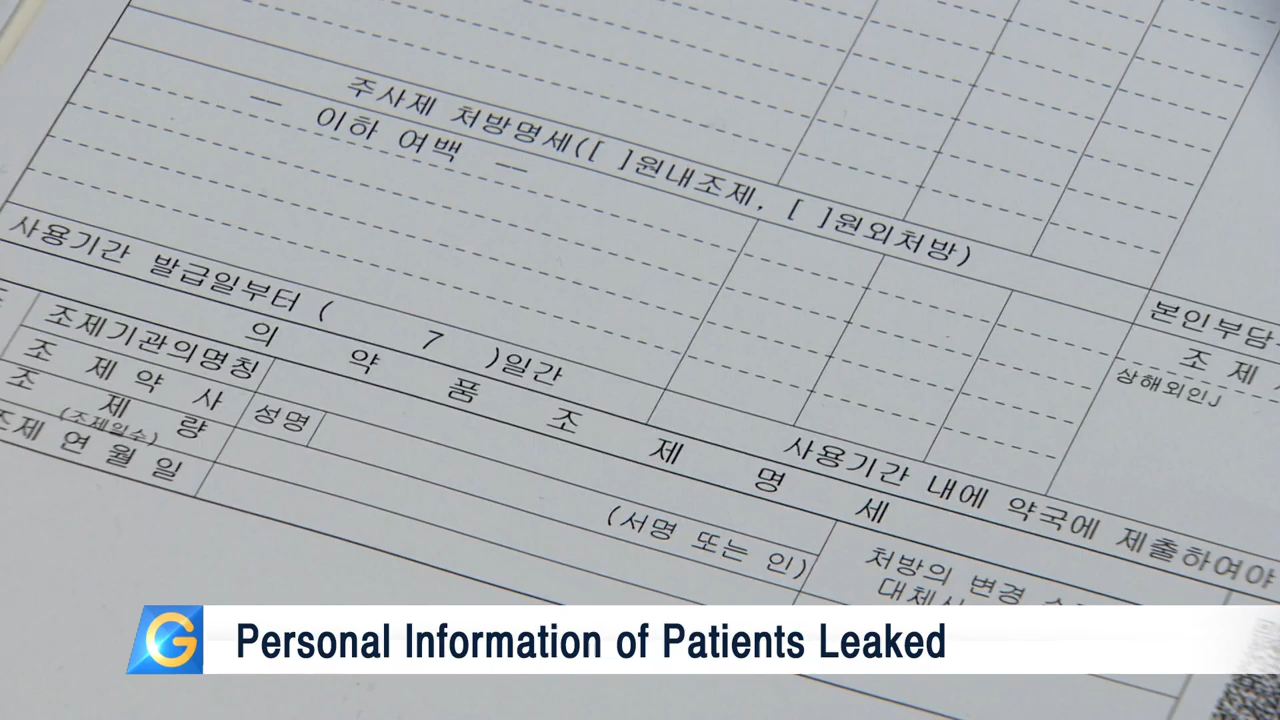 주사제 처방명세([ ]원내조제, [ ]원외처방)
— 이하 여백 —
사용기간 발급일부터 ( 7 )일간
사용기간 내에 약국에 제출하여야
본인부담
의 약 품 조 제 명 세
조제기관의명칭
조 제 약 사
성명
(서명 또는 인)
조 제 량
(조제일수)
조제 연 월 일
처방의 변경
조 제
상해외인」
G
Personal Information of Patients Leaked